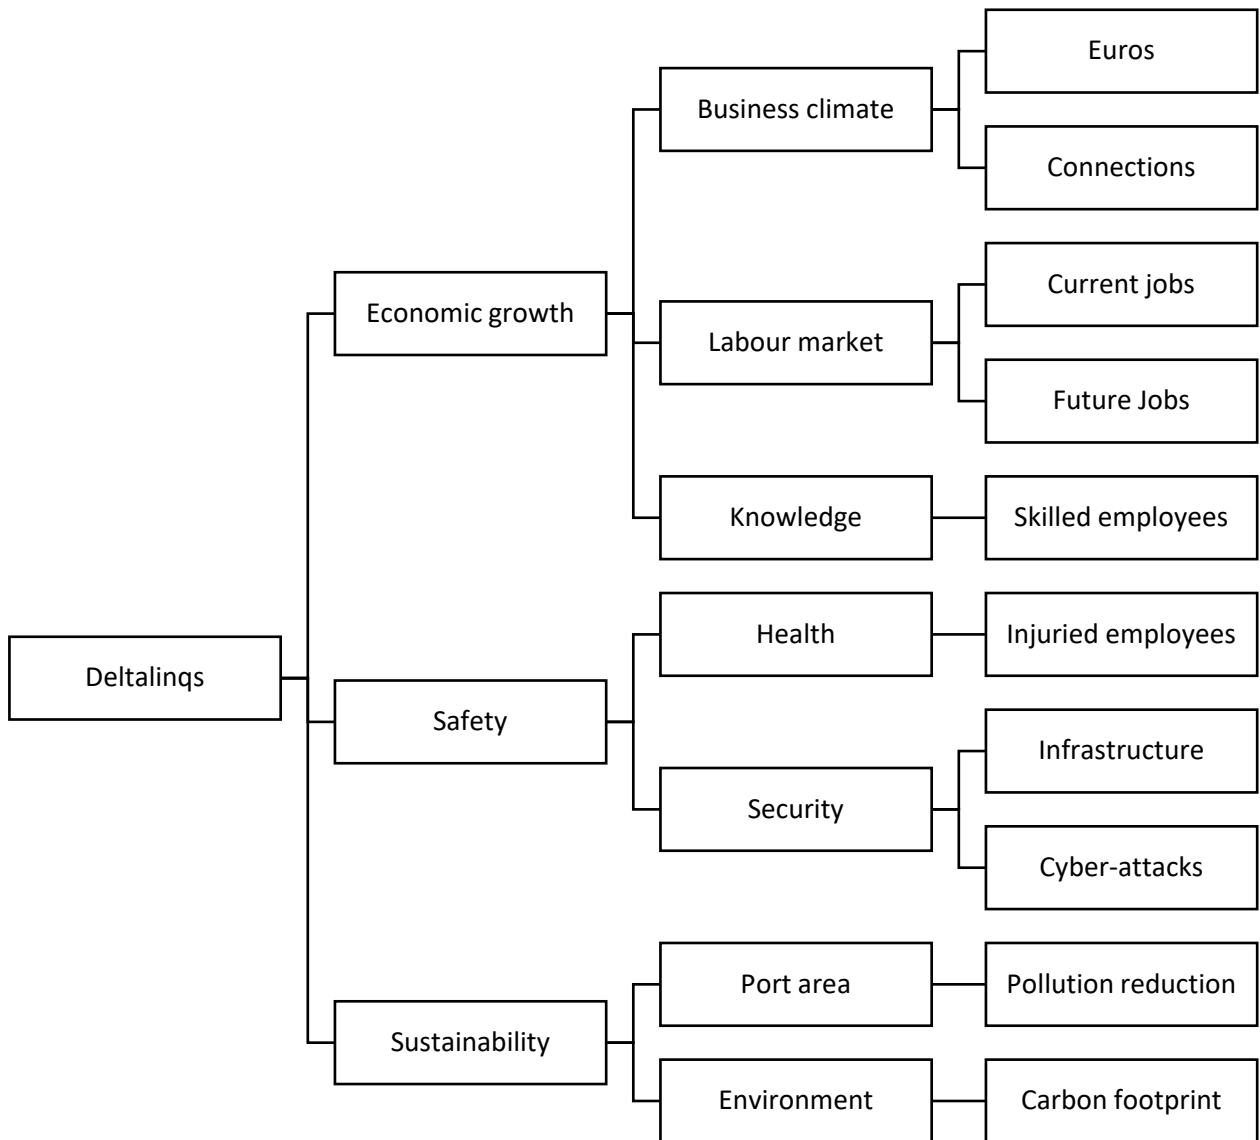 Deltalinqs
Economic growth
Business climate
Euros
Connections
Labour market
Current jobs
Future Jobs
Knowledge
Skilled employees
Safety
Health
Injuried employees
Security
Infrastructure
Cyber-attacks
Sustainability
Port area
Pollution reduction
Environment
Carbon footprint